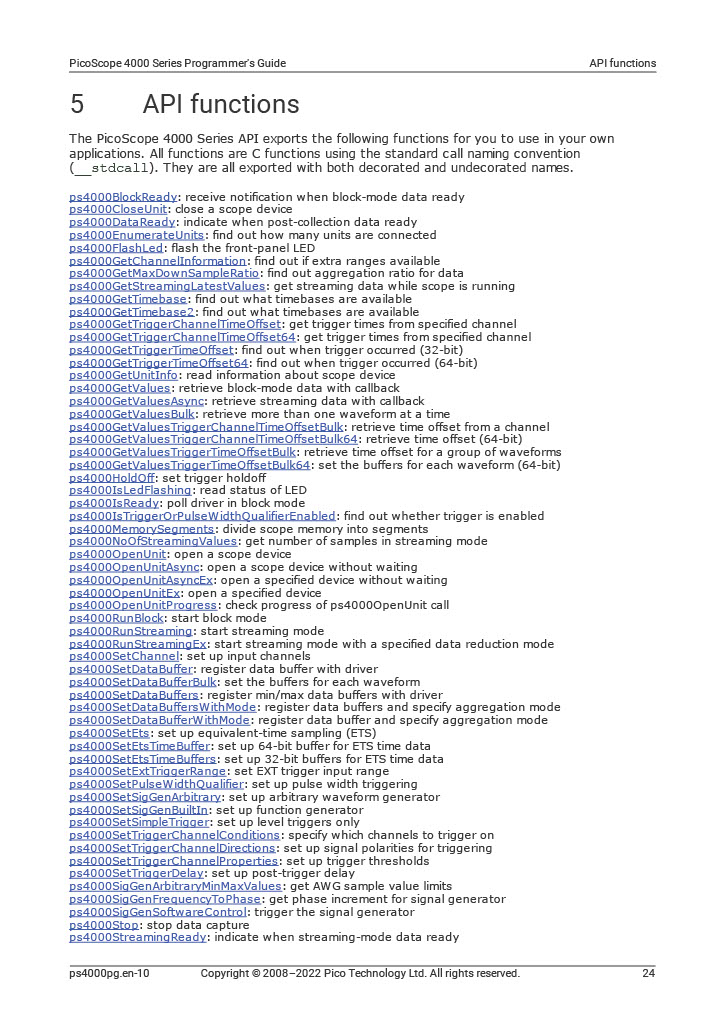 PicoScope 4000 Series Programmer's Guide API functions
5 API functions
The PicoScope 4000 Series API exports the following functions for you to use in your own
applications. All functions are C functions using the standard call naming convention
(__stdcall). They are all exported with both decorated and undecorated names.
ps4000BlockReady: receive notification when block-mode data ready
ps4000CloseUnit: close a scope device
ps4000DataReady: indicate when post-collection data ready
ps4000EnumerateUnits: find out how many units are connected
ps4000FlashLed: flash the front-panel LED
ps4000GetChannelInformation: find out if extra ranges available
ps4000GetMaxDownSampleRatio: find out aggregation ratio for data
ps4000GetStreamingLatestValues: get streaming data while scope is running
ps4000GetTimebase: find out what timebases are available
ps4000GetTimebase2: find out what timebases are available
ps4000GetTriggerChannelTimeOffset: get trigger times from specified channel
ps4000GetTriggerChannelTimeOffset64: get trigger times from specified channel
ps4000GetTriggerTimeOffset: find out when trigger occurred (32-bit)
ps4000GetTriggerTimeOffset64: find out when trigger occurred (64-bit)
ps4000GetUnitInfo: read information about scope device
ps4000GetValues: retrieve block-mode data with callback
ps4000GetValuesAsync: retrieve streaming data with callback
ps4000GetValuesBulk: retrieve more than one waveform at a time
ps4000GetValuesTriggerChannelTimeOffsetBulk: retrieve time offset from a channel
ps4000GetValuesTriggerChannelTimeOffsetBulk64: retrieve time offset (64-bit)
ps4000GetValuesTriggerTimeOffsetBulk: retrieve time offset for a group of waveforms
ps4000GetValuesTriggerTimeOffsetBulk64: set the buffers for each waveform (64-bit)
ps4000HoldOff: set trigger holdoff
ps4000IsLedFlashing: read status of LED
ps4000IsReady: poll driver in block mode
ps4000IsTriggerOrPulseWidthQualifierEnabled: find out whether trigger is enabled
ps4000MemorySegments: divide scope memory into segments
ps4000NoOfStreamingValues: get number of samples in streaming mode
ps4000OpenUnit: open a scope device
ps4000OpenUnitAsync: open a scope device without waiting
ps4000OpenUnitAsyncEx: open a specified device without waiting
ps4000OpenUnitEx: open a specified device
ps4000OpenUnitProgress: check progress of ps4000OpenUnit call
ps4000RunBlock: start block mode
ps4000RunStreaming: start streaming mode
ps4000RunStreamingEx: start streaming mode with a specified data reduction mode
ps4000SetChannel: set up input channels
ps4000SetDataBuffer: register data buffer with driver
ps4000SetDataBufferBulk: set the buffers for each waveform
ps4000SetDataBuffers: register min/max data buffers with driver
ps4000SetDataBuffersWithMode: register data buffers and specify aggregation mode
ps4000SetDataBufferWithMode: register data buffer and specify aggregation mode
ps4000SetEts: set up equivalent-time sampling (ETS)
ps4000SetEtsTimeBuffer: set up 64-bit buffer for ETS time data
ps4000SetEtsTimeBuffers: set up 32-bit buffers for ETS time data
ps4000SetExtTriggerRange: set EXT trigger input range
ps4000SetPulseWidthQualifier: set up pulse width triggering
ps4000SetSigGenArbitrary: set up arbitrary waveform generator
ps4000SetSigGenBuiltIn: set up function generator
ps4000SetSimpleTrigger: set up level triggers only
ps4000SetTriggerChannelConditions: specify which channels to trigger on
ps4000SetTriggerChannelDirections: set up signal polarities for triggering
ps4000SetTriggerChannelProperties: set up trigger thresholds
ps4000SetTriggerDelay: set up post-trigger delay
ps4000SigGenArbitraryMinMaxValues: get AWG sample value limits
ps4000SigGenFrequencyToPhase: get phase increment for signal generator
ps4000SigGenSoftwareControl: trigger the signal generator
ps4000Stop: stop data capture
ps4000StreamingReady: indicate when streaming-mode data ready
ps4000pg.en-10 Copyright © 2008–2022 Pico Technology Ltd. All rights reserved. 24